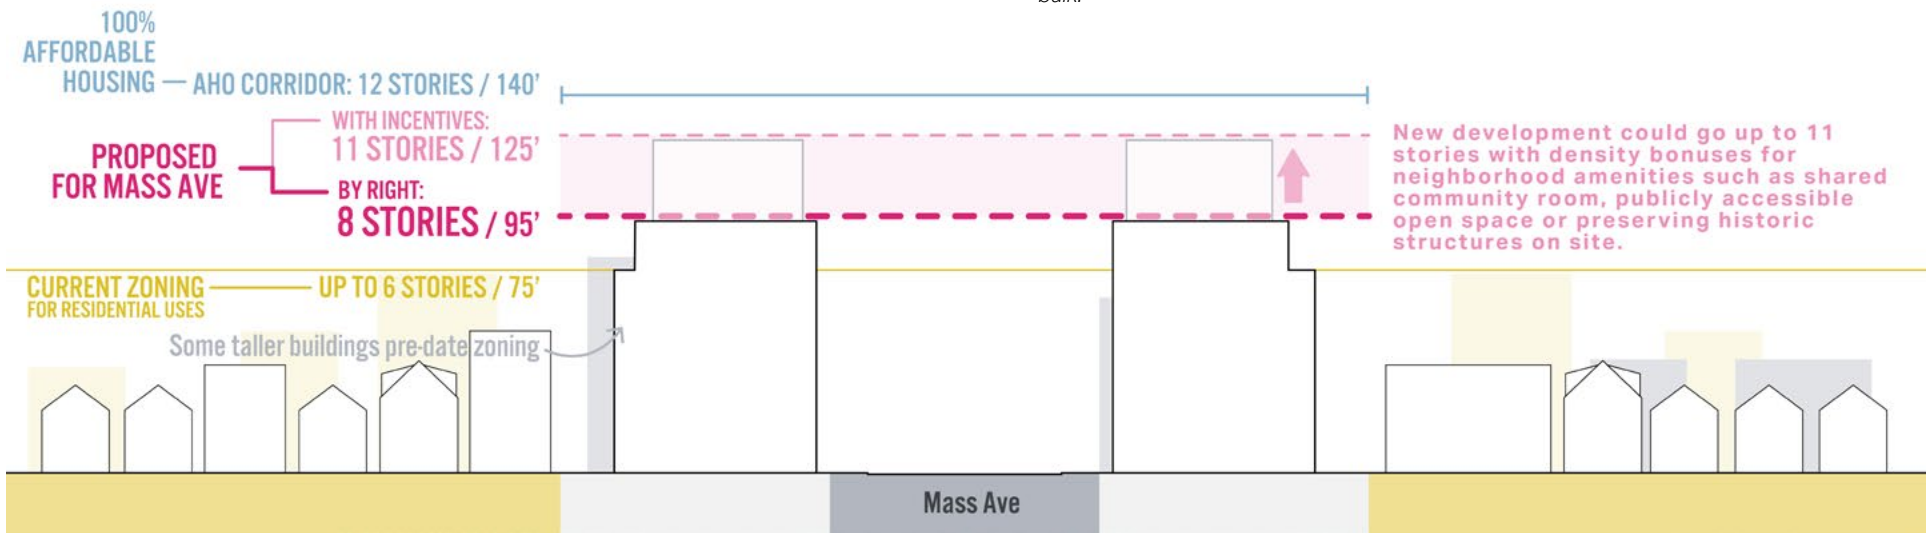 100%
AFFORDABLE
HOUSING — AHO CORRIDOR: 12 STORIES / 140'
PROPOSED
FOR MASS AVE
WITH INCENTIVES:
11 STORIES / 125'
BY RIGHT:
8 STORIES / 95'
New development could go up to 11
stories with density bonuses for
neighborhood amenities such as shared
community room, publicly accessible
open space or preserving historic
structures on site.
CURRENT ZONING
FOR RESIDENTIAL USES
UP TO 6 STORIES / 75'
Some taller buildings pre-date zoning
Mass Ave